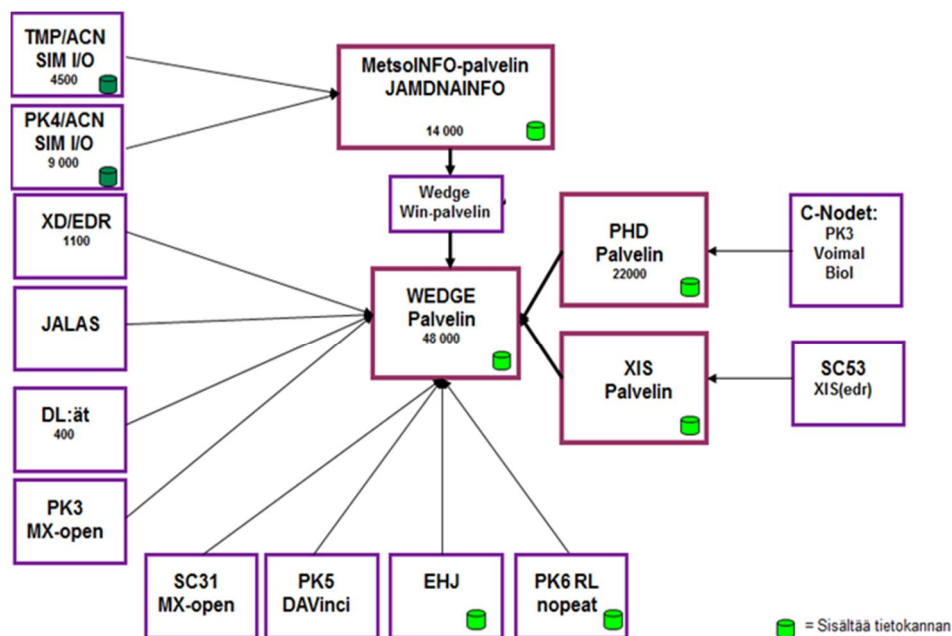 TMP/ACN
SIM I/O
4500
PK4/ACN
SIM I/O
9 000
XD/EDR
1100
JALAS
DL:ät
400
PK3
MX-open
MetsoINFO-palvelin
JAMDNAINFO
14 000
Wedge
Win-palvelin
WEDGE
Palvelin
48 000
PHD
Palvelin
22000
XIS
Palvelin
C-Nodet:
PK3
Voimal
Biol
SC53
XIS(edr)
SC31
MX-open
PK5
DAVinci
EHJ
PK6 RL
nopeat
= Sisältää tietokannan